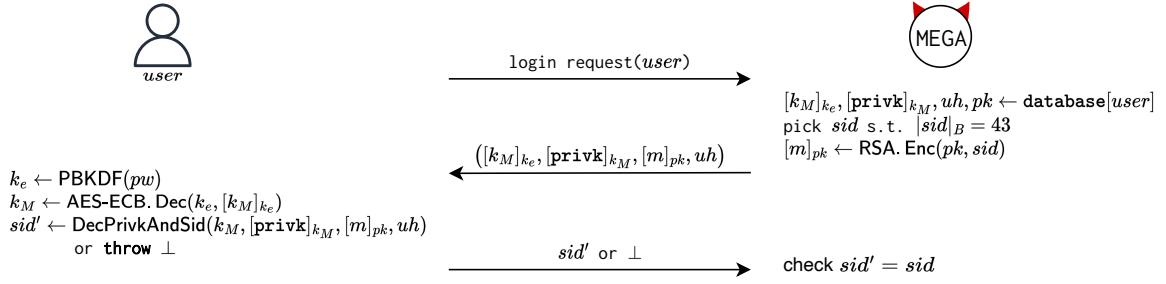 user
MEGA
login request(user)
[k_M]_{k_e}, [privk]_{k_M}, uh, pk ← database[user]
pick sid s.t. |sid|_B = 43
[m]_{pk} ← RSA.Enc(pk, sid)
([k_M]_{k_e}, [privk]_{k_M}, [m]_{pk}, uh)
k_e ← PBKDF(pw)
k_M ← AES-ECB.Dec(k_e, [k_M]_{k_e})
sid′ ← DecPrivkAndSid(k_M, [privk]_{k_M}, [m]_{pk}, uh)
or throw ⊥
sid′ or ⊥
check sid′ = sid